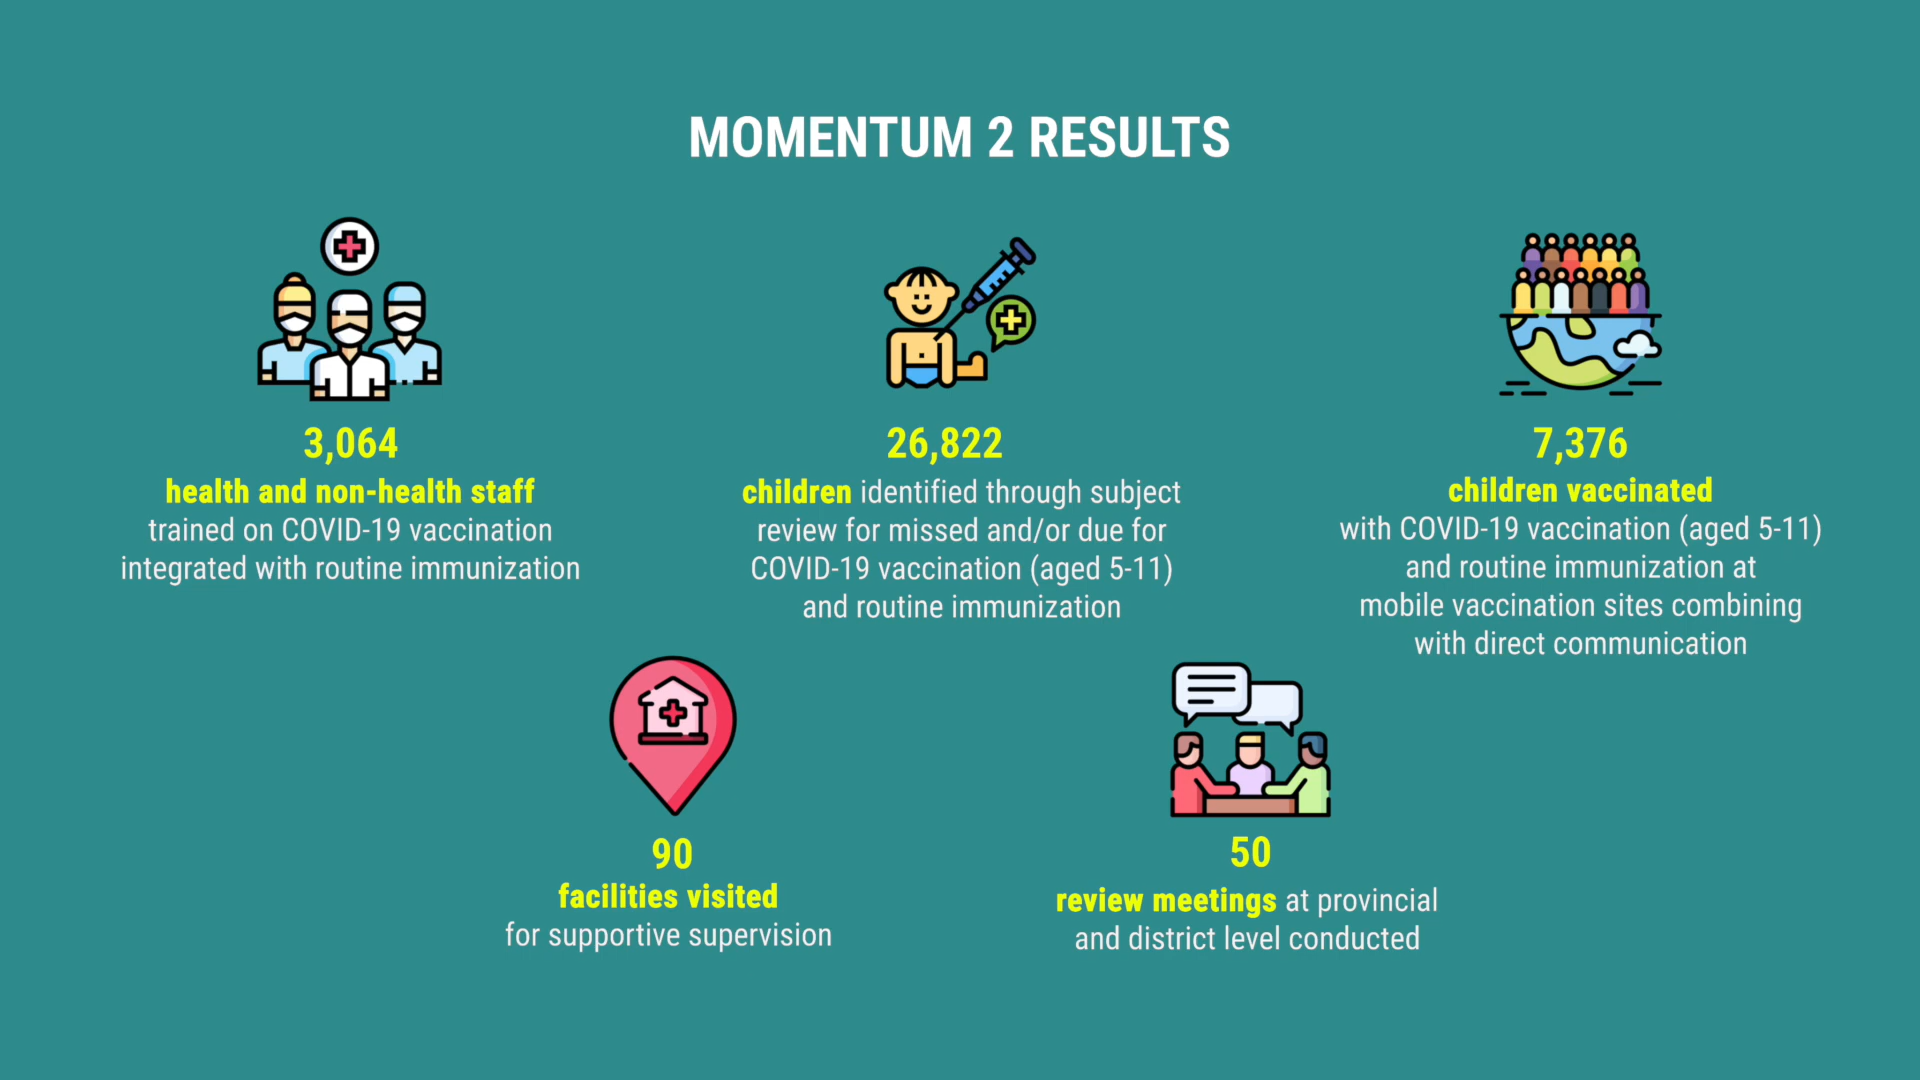 MOMENTUM 2 RESULTS
3,064
health and non-health staff
trained on COVID-19 vaccination
integrated with routine immunization
26,822
children identified through subject
review for missed and/or due for
COVID-19 vaccination (aged 5-11)
and routine immunization
7,376
children vaccinated
with COVID-19 vaccination (aged 5-11)
and routine immunization at
mobile vaccination sites combining
with direct communication
90
facilities visited
for supportive supervision
50
review meetings at provincial
and district level conducted